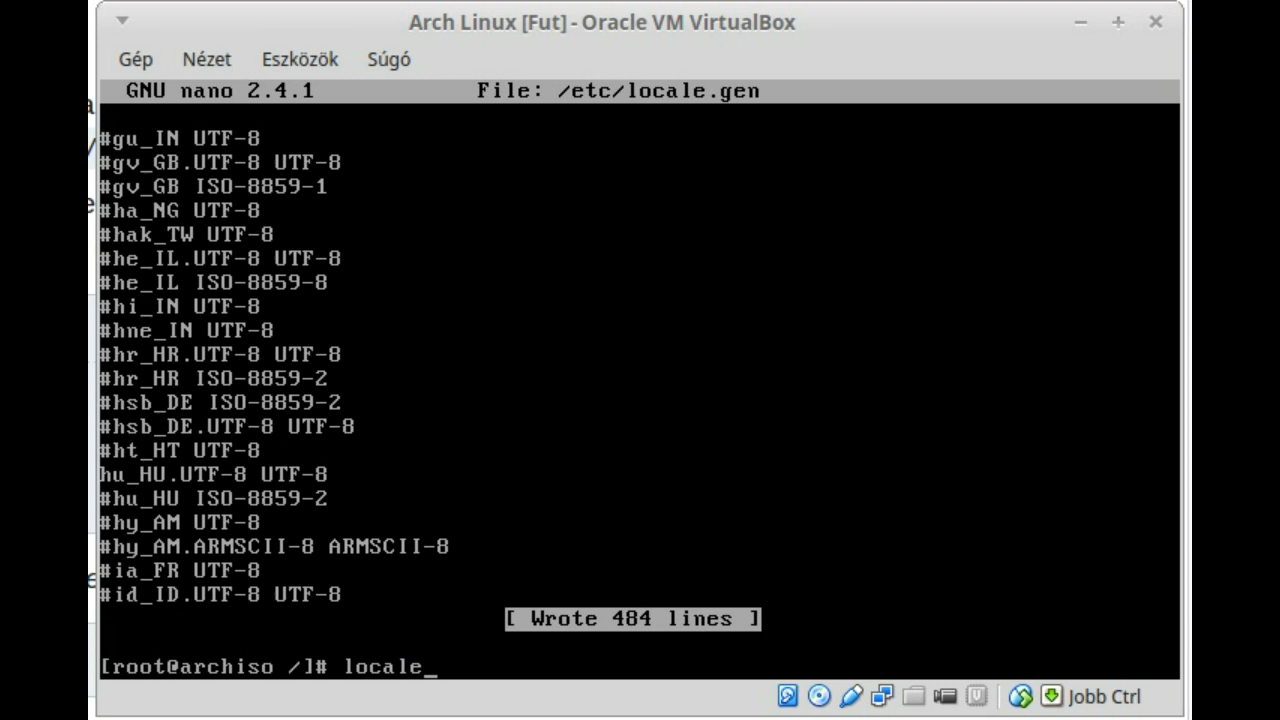 Arch Linux [Fut] - Oracle VM VirtualBox
Gép Nézet Eszközök Súgó
GNU nano 2.4.1 File: /etc/locale.gen
#gu_IN UTF-8
#gv_GB.UTF-8 UTF-8
#gv_GB ISO-8859-1
#ha_NG UTF-8
#hak_TW UTF-8
#he_IL.UTF-8 UTF-8
#he_IL ISO-8859-8
#hi_IN UTF-8
#hne_IN UTF-8
#hr_HR.UTF-8 UTF-8
#hr_HR ISO-8859-2
#hsb_DE ISO-8859-2
#hsb_DE.UTF-8 UTF-8
#ht_HT UTF-8
hu_HU.UTF-8 UTF-8
#hu_HU ISO-8859-2
#hy_AM UTF-8
#hy_AM.ARMSCII-8 ARMSCII-8
#ia_FR UTF-8
#id_ID.UTF-8 UTF-8
[ Wrote 484 lines ]
[root@archiso /]# locale_
Jobb Ctrl